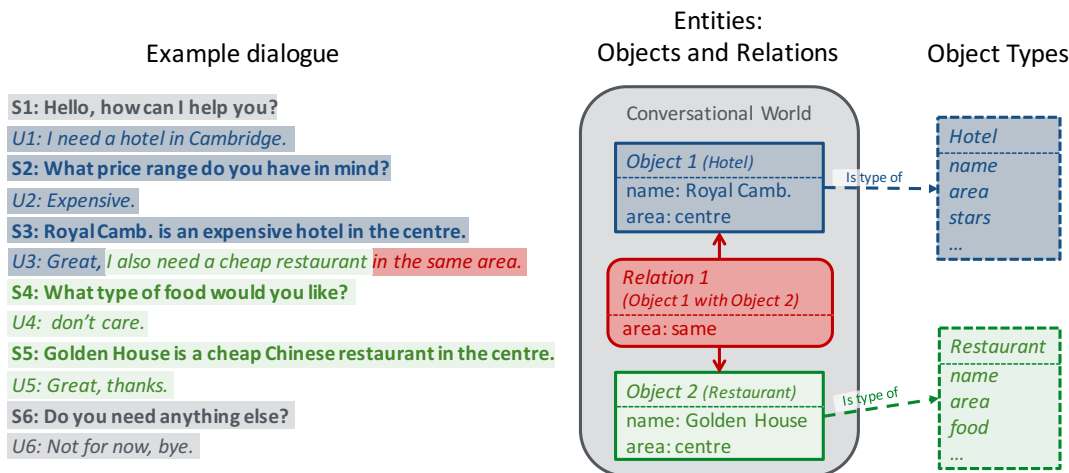 Example dialogue
S1: Hello, how can I help you?
U1: I need a hotel in Cambridge.
S2: What price range do you have in mind?
U2: Expensive.
S3: Royal Camb. is an expensive hotel in the centre.
U3: Great, I also need a cheap restaurant in the same area.
S4: What type of food would you like?
U4: don't care.
S5: Golden House is a cheap Chinese restaurant in the centre.
U5: Great, thanks.
S6: Do you need anything else?
U6: Not for now, bye.
Entities:
Objects and Relations
Conversational World
Object 1 (Hotel)
name: Royal Camb.
area: centre
Relation 1
(Object 1 with Object 2)
area: same
Object 2 (Restaurant)
name: Golden House
area: centre
Is type of
Is type of
Object Types
Hotel
name
area
stars
...
Restaurant
name
area
food
...